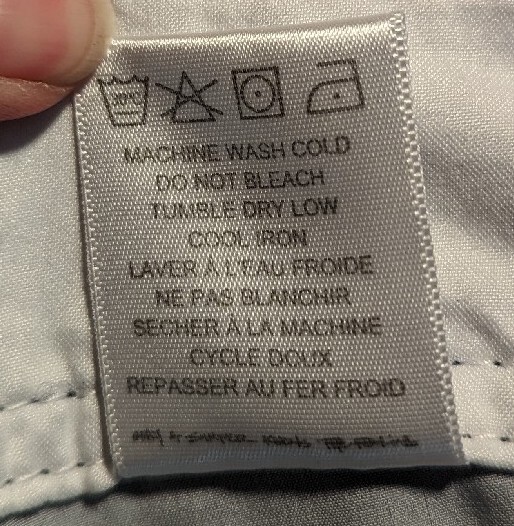 30°C
MACHINE WASH COLD
DO NOT BLEACH
TUMBLE DRY LOW
COOL IRON
LAVER À L'EAU FROIDE
NE PAS BLANCHIR
SECHER À LA MACHINE
CYCLE DOUX
REPASSER AU FER FROID